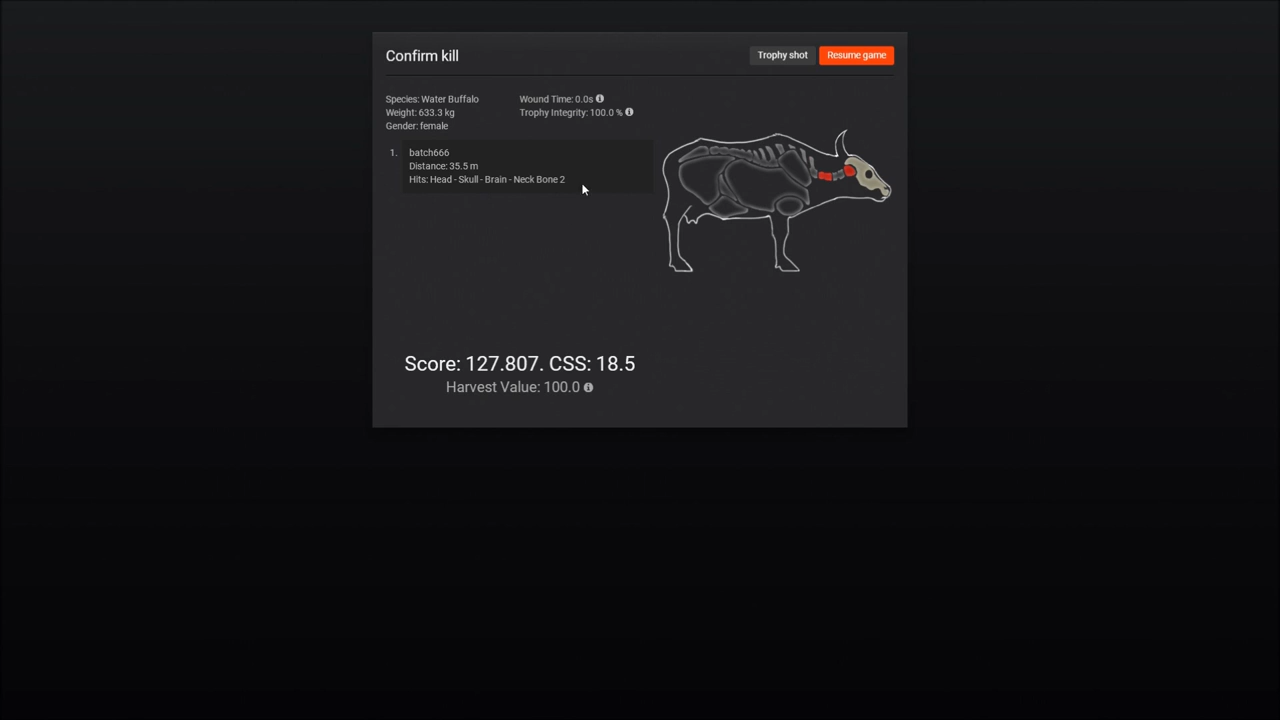 Confirm kill
Trophy shot
Resume game
Species: Water Buffalo
Weight: 633.3 kg
Gender: female
Wound Time: 0.0s
Trophy Integrity: 100.0 %
1.
batch666
Distance: 35.5 m
Hits: Head - Skull - Brain - Neck Bone 2
Score: 127.807. CSS: 18.5
Harvest Value: 100.0